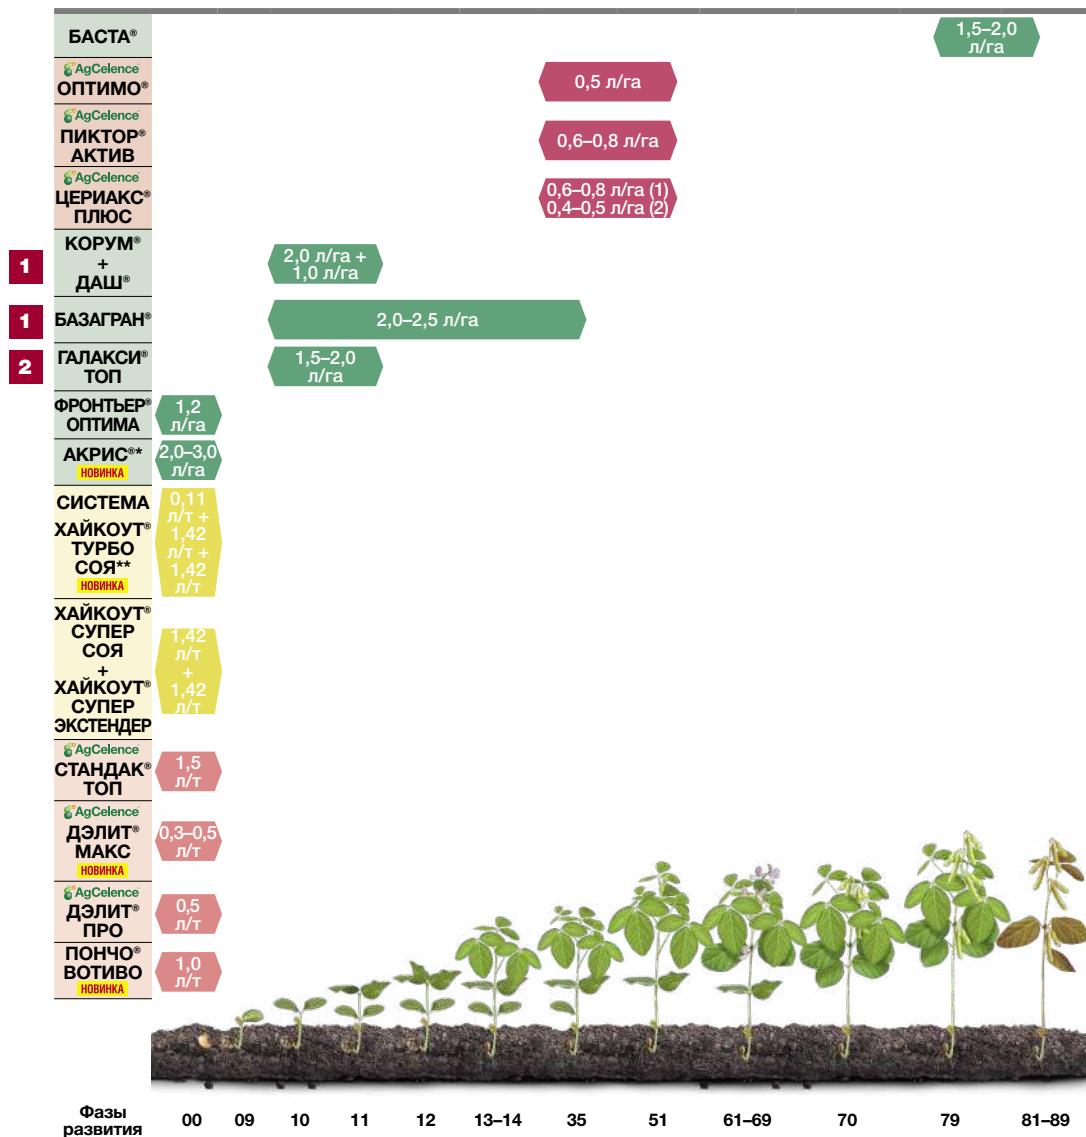 БАСТА®
1,5–2,0
л/га
AgCelence
ОПТИМО®
0,5 л/га
AgCelence
ПИКТОР®
АКТИВ
0,6–0,8 л/га
AgCelence
ЦЕРИАКС®
ПЛЮС
0,6–0,8 л/га (1)
0,4–0,5 л/га (2)
1
КОРУМ®
+
ДАШ®
2,0 л/га +
1,0 л/га
1
БАЗАГРАН®
2,0–2,5 л/га
2
ГАЛАКСИ®
ТОП
1,5–2,0
л/га
ФРОНТЬЕР®
ОПТИМА
1,2
л/га
АКРИС®*
НОВИНКА
2,0–3,0
л/га
СИСТЕМА
ХАЙКОУТ®
ТУРБО
СОЯ**
НОВИНКА
0,11
л/т +
1,42
л/т +
1,42
л/т
ХАЙКОУТ®
СУПЕР
СОЯ
+
ХАЙКОУТ®
СУПЕР
ЭКСТЕНДЕР
1,42
л/т
+
1,42
л/т
AgCelence
СТАНДАК®
ТОП
1,5
л/т
AgCelence
ДЭЛИТ®
МАКС
НОВИНКА
0,3–0,5
л/т
AgCelence
ДЭЛИТ®
ПРО
0,5
л/т
ПОНЧО®
ВОТИВО
НОВИНКА
1,0
л/т
Фазы
развития
00 09 10 11 12 13–14 35 51 61–69 70 79 81–89